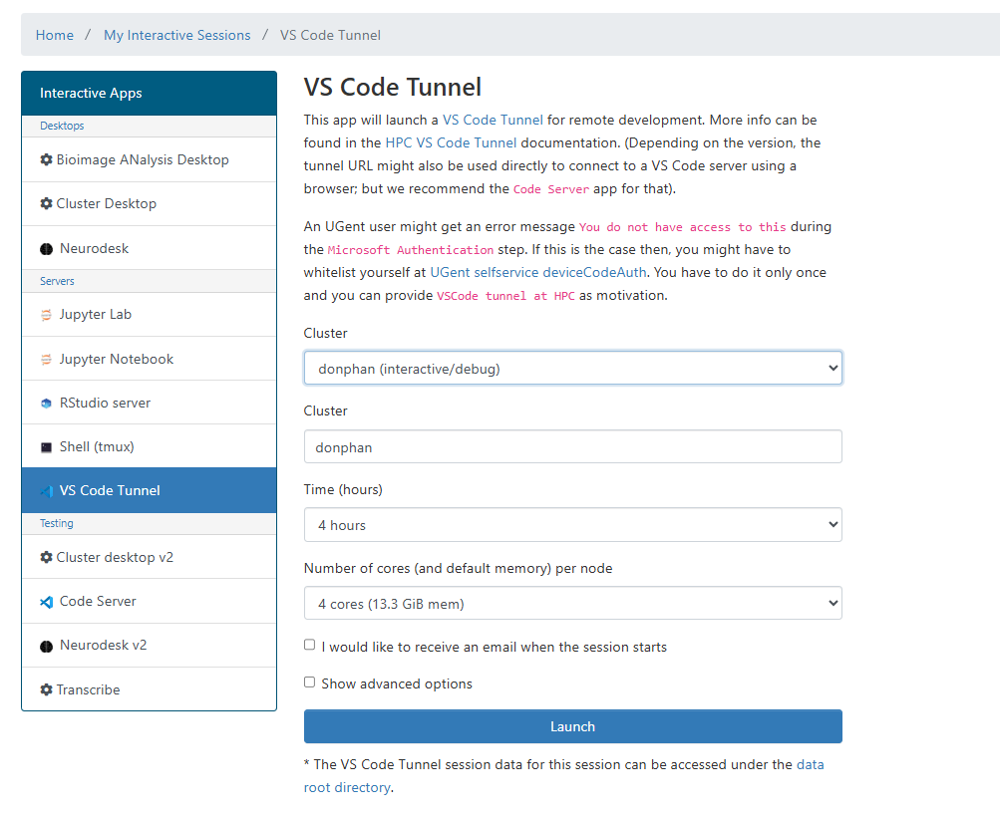 Home / My Interactive Sessions / VS Code Tunnel
Interactive Apps
Desktops
Bioimage ANalysis Desktop
Cluster Desktop
Neurodesk
Servers
Jupyter Lab
Jupyter Notebook
RStudio server
Shell (tmux)
VS Code Tunnel
Testing
Cluster desktop v2
Code Server
Neurodesk v2
Transcribe
VS Code Tunnel
This app will launch a VS Code Tunnel for remote development. More info can be
found in the HPC VS Code Tunnel documentation. (Depending on the version, the
tunnel URL might also be used directly to connect to a VS Code server using a
browser; but we recommend the Code Server app for that).
An UGent user might get an error message You do not have access to this during
the Microsoft Authentication step. If this is the case then, you might have to
whitelist yourself at UGent selfservice deviceCodeAuth. You have to do it only once
and you can provide VSCode tunnel at HPC as motivation.
Cluster
donphan (interactive/debug)
Cluster
donphan
Time (hours)
4 hours
Number of cores (and default memory) per node
4 cores (13.3 GiB mem)
I would like to receive an email when the session starts
Show advanced options
Launch
* The VS Code Tunnel session data for this session can be accessed under the data
root directory.